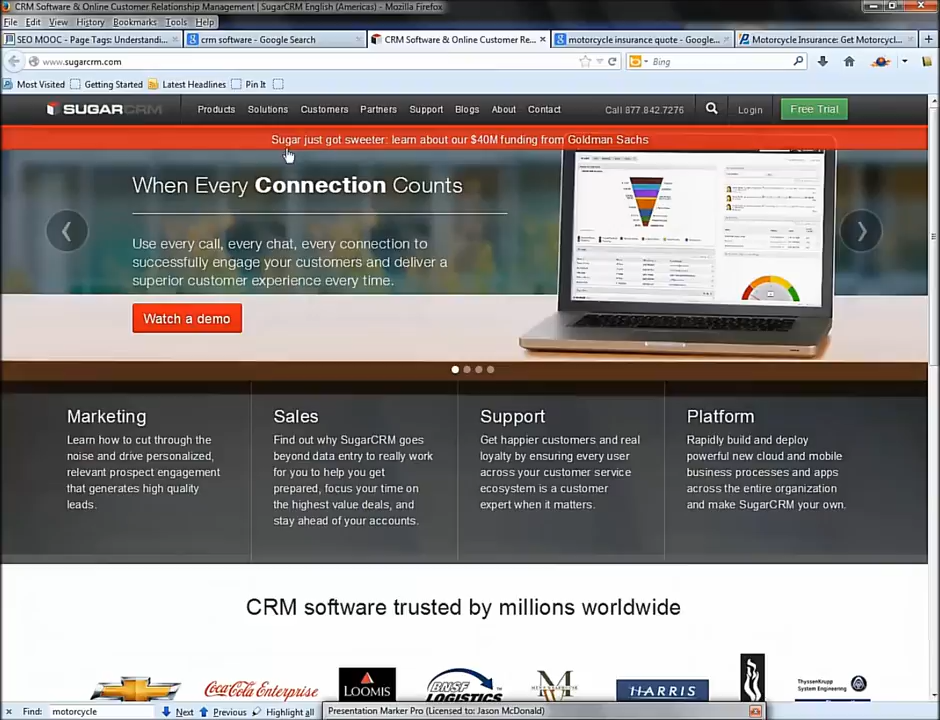 CRM Software & Online Customer Relationship Management | SugarCRM English (Americas) - Mozilla Firefox
File Edit View History Bookmarks Tools Help
SEO MOOC - Page Tags: Understandi...
crm software - Google Search
CRM Software & Online Customer Re...
motorcycle insurance quote - Google...
Motorcycle Insurance: Get Motorcycl...
www.sugarcrm.com
Bing
Most Visited Getting Started Latest Headlines Pin It
SUGARCRM
Products Solutions Customers Partners Support Blogs About Contact
Call 877.842.7276
Login
Free Trial
Sugar just got sweeter: learn about our $40M funding from Goldman Sachs
When Every Connection Counts
Use every call, every chat, every connection to
successfully engage your customers and deliver a
superior customer experience every time.
Watch a demo
Marketing
Learn how to cut through the
noise and drive personalized,
relevant prospect engagement
that generates high quality
leads.
Sales
Find out why SugarCRM goes
beyond data entry to really work
for you to help you get
prepared, focus your time on
the highest value deals, and
stay ahead of your accounts.
Support
Get happier customers and real
loyalty by ensuring every user
across your customer service
ecosystem is a customer
expert when it matters.
Platform
Rapidly build and deploy
powerful new cloud and mobile
business processes and apps
across the entire organization
and make SugarCRM your own.
CRM software trusted by millions worldwide
Coca-Cola Enterprises
LOOMIS
BNSF
LOGISTICS
HARRIS
ThyssenKrupp
System Engineering
Find: motorcycle Next Previous Highlight all
Presentation Marker Pro (Licensed to: Jason McDonald)